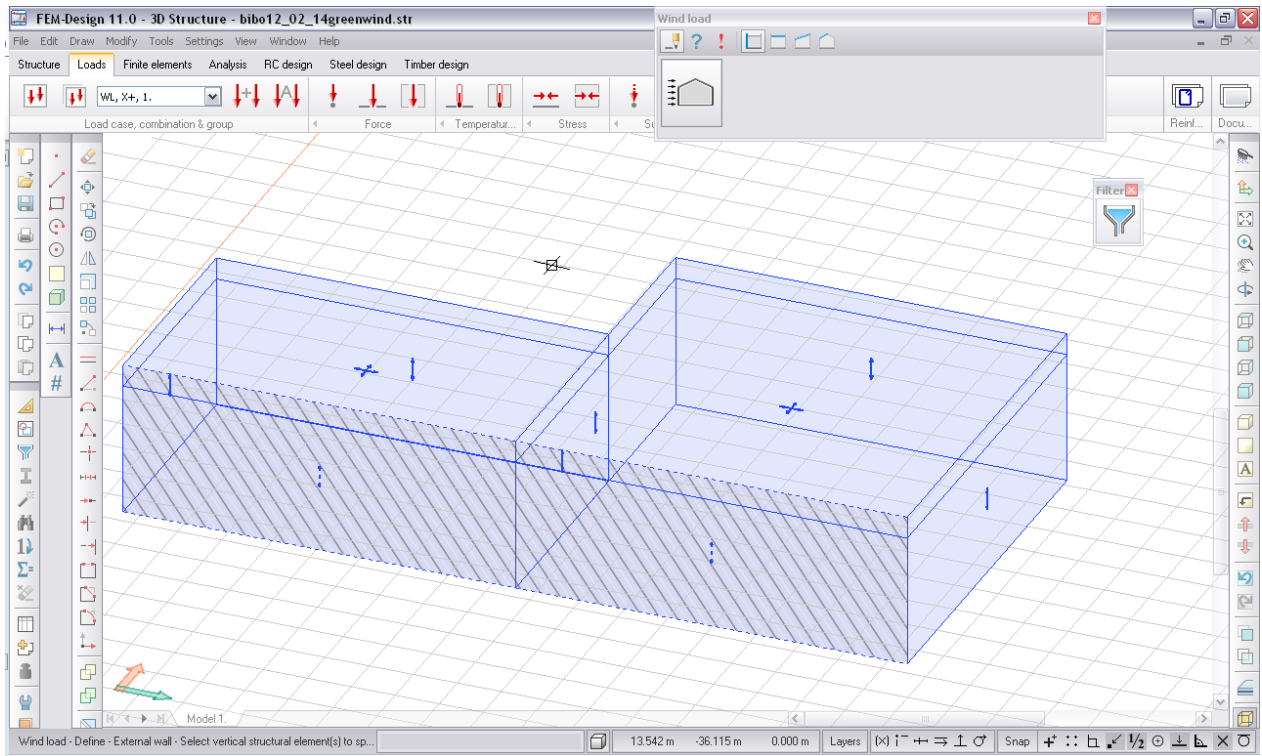 FEM-Design 11.0 - 3D Structure - bibo12_02_14greenwind.str
Wind load
File Edit Draw Modify Tools Settings View Window Help
Structure Loads Finite elements Analysis RC design Steel design Timber design
WL, X+, 1.
Load case, combination & group
Force
Temperatur...
Stress
Reinf...
Docu...
Filter
Model 1.
Wind load - Define - External wall - Select vertical structural element(s) to sp...
13.542 m -36.115 m 0.000 m Layers Snap